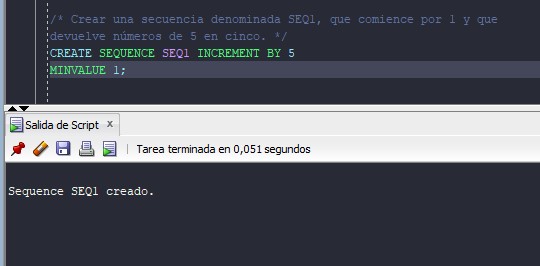 /* Crear una secuencia denominada SEQ1, que comience por 1 y que
devuelve números de 5 en cinco. */
CREATE SEQUENCE SEQ1 INCREMENT BY 5
MINVALUE 1;
Salida de Script x
Tarea terminada en 0,051 segundos
Sequence SEQ1 creado.